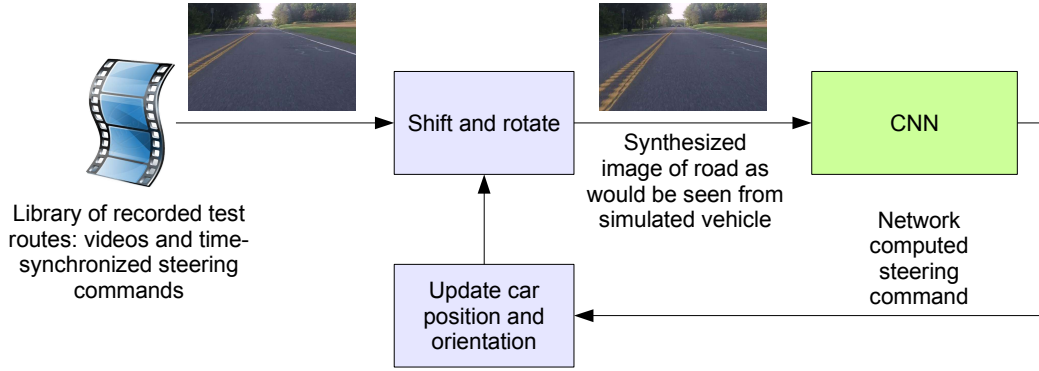 Library of recorded test
routes: videos and time-
synchronized steering
commands
Shift and rotate
Synthesized
image of road as
would be seen from
simulated vehicle
CNN
Network
computed
steering
command
Update car
position and
orientation